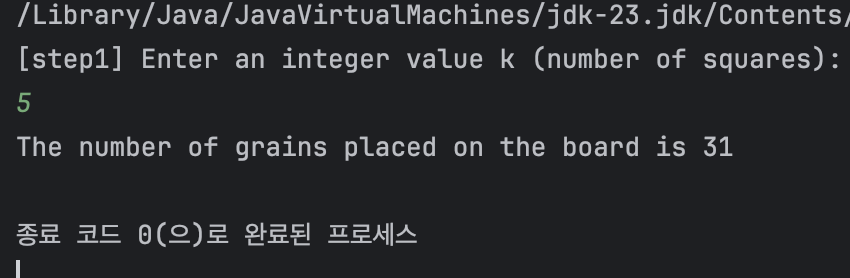 /Library/Java/JavaVirtualMachines/jdk-23.jdk/Contents/
[step1] Enter an integer value k (number of squares):
5
The number of grains placed on the board is 31
종료 코드 0(으)로 완료된 프로세스